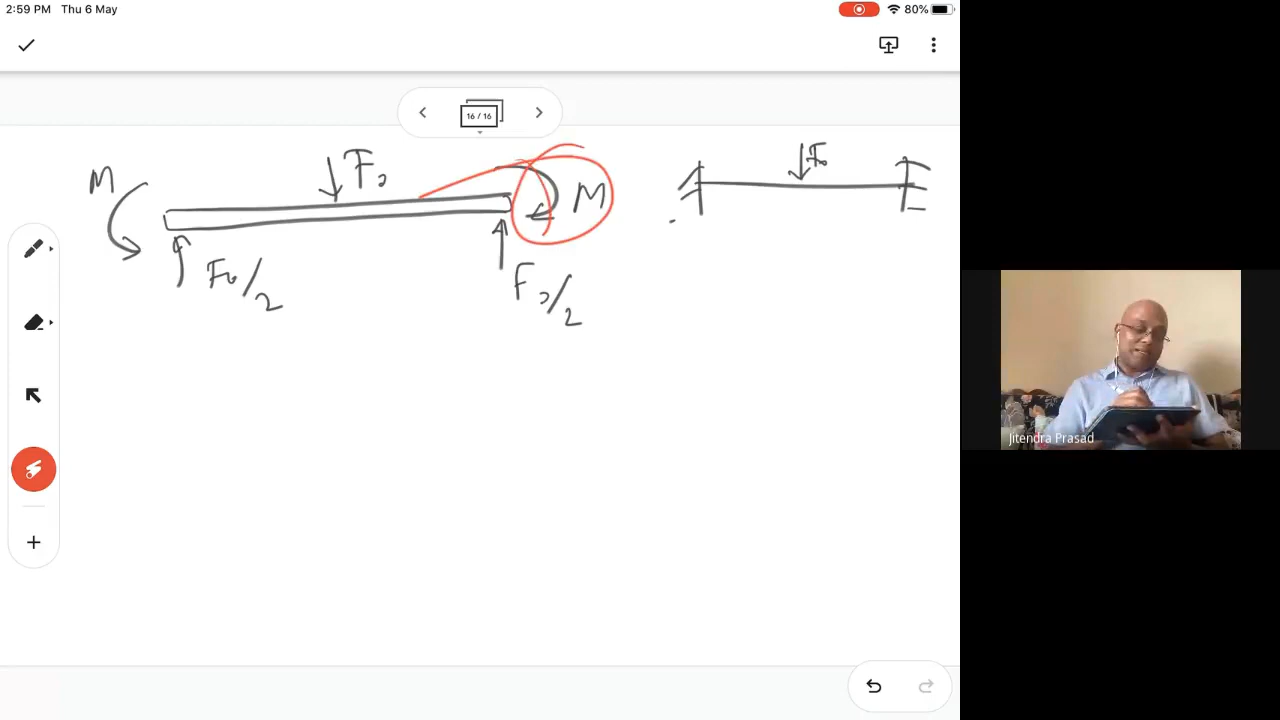 2:59 PM Thu 6 May
80%
16 / 16
M
F₀
M
F₀/2
F₀/2
F₀
Jitendra Prasad